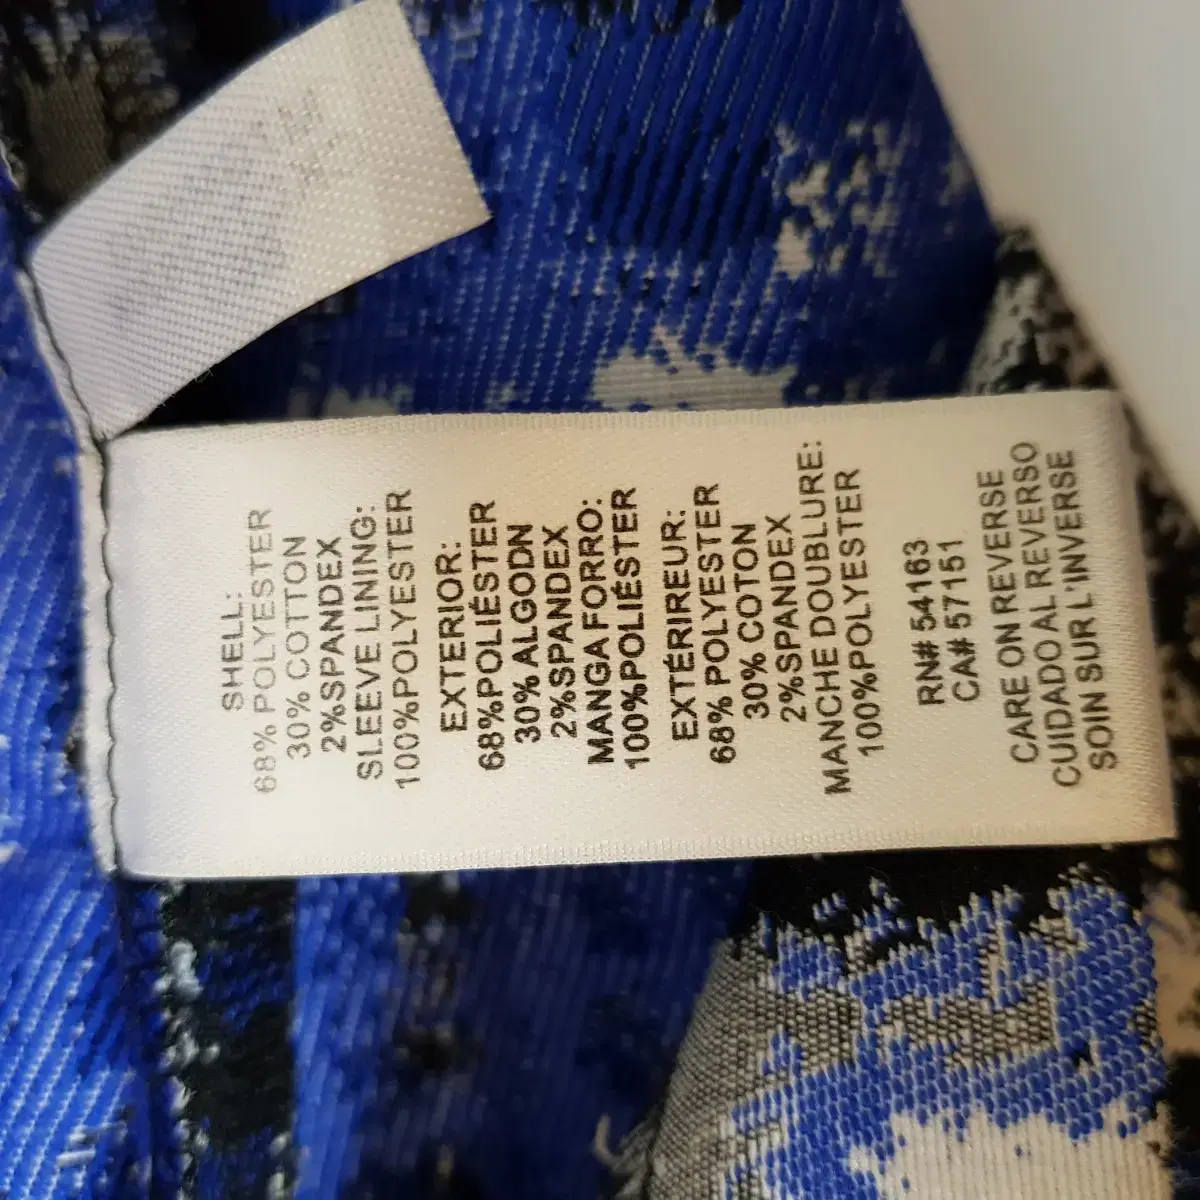 SHELL:
68% POLYESTER
30% COTTON
2%SPANDEX
SLEEVE LINING:
100%POLYESTER
EXTERIOR:
68%POLIÉSTER
30% ALGODN
2%SPANDEX
MANGA FORRO:
100%POLIÉSTER
EXTÉRIREUR:
68% POLYESTER
30% COTON
2%SPANDEX
MANCHE DOUBLURE:
100%POLYESTER
RN# 54163
CA# 57151
CARE ON REVERSE
CUIDADO AL REVERSO
SOIN SUR L'INVERSE